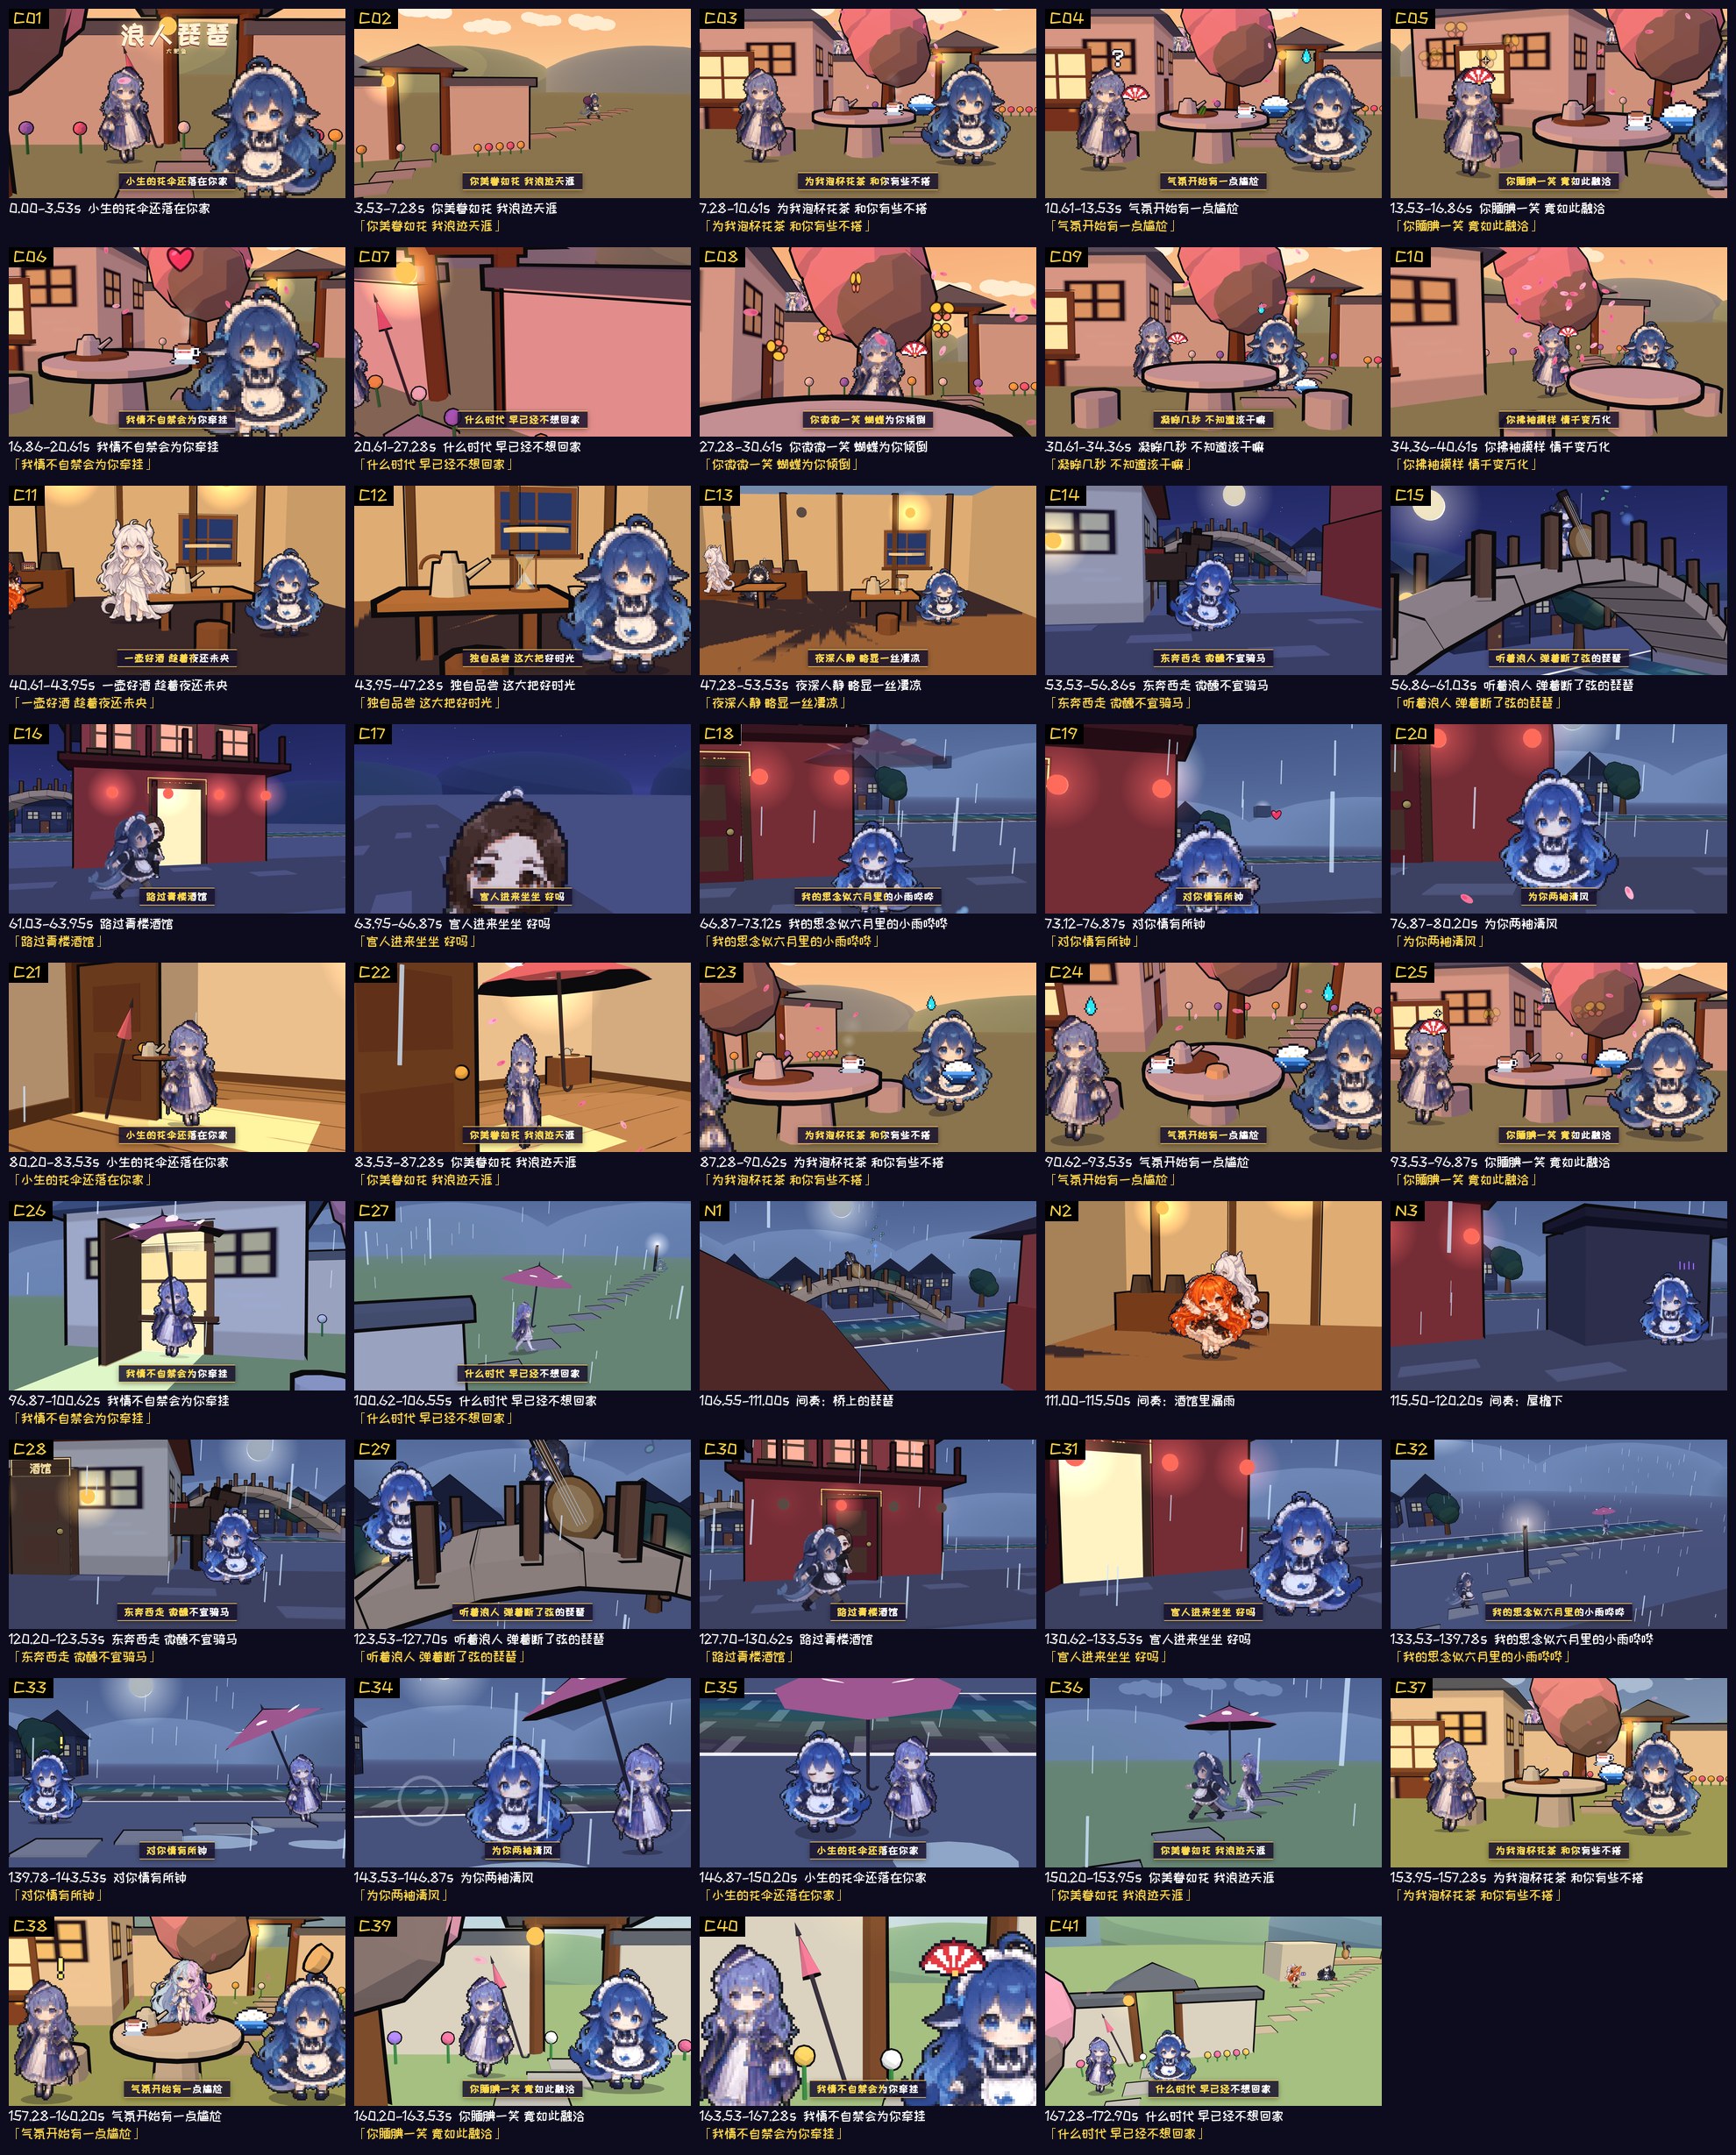 C01
浪人琵琶
小生的花伞还落在你家
0.00-3.53s 小生的花伞还落在你家
C02
你美眷如花 我浪迹天涯
3.53-7.28s 你美眷如花 我浪迹天涯
「你美眷如花 我浪迹天涯」
C03
为我泡杯花茶 和你有些不搭
7.28-10.61s 为我泡杯花茶 和你有些不搭
「为我泡杯花茶 和你有些不搭」
C04
?
气氛开始有一点尴尬
10.61-13.53s 气氛开始有一点尴尬
「气氛开始有一点尴尬」
C05
你腼腆一笑 竟如此融洽
13.53-16.86s 你腼腆一笑 竟如此融洽
「你腼腆一笑 竟如此融洽」
C06
我情不自禁会为你牵挂
16.86-20.61s 我情不自禁会为你牵挂
「我情不自禁会为你牵挂」
C07
什么时代 早已经不想回家
20.61-27.28s 什么时代 早已经不想回家
「什么时代 早已经不想回家」
C08
你微微一笑 蝴蝶为你倾倒
27.28-30.61s 你微微一笑 蝴蝶为你倾倒
「你微微一笑 蝴蝶为你倾倒」
C09
凝眸几秒 不知道该干嘛
30.61-34.36s 凝眸几秒 不知道该干嘛
「凝眸几秒 不知道该干嘛」
C10
你拂袖模样 情千变万化
34.36-40.61s 你拂袖模样 情千变万化
「你拂袖模样 情千变万化」
C11
一壶好酒 趁着夜还未央
40.61-43.95s 一壶好酒 趁着夜还未央
「一壶好酒 趁着夜还未央」
C12
独自品尝 这大把好时光
43.95-47.28s 独自品尝 这大把好时光
「独自品尝 这大把好时光」
C13
夜深人静 略显一丝凄凉
47.28-53.53s 夜深人静 略显一丝凄凉
「夜深人静 略显一丝凄凉」
C14
东奔西走 微醺不宜骑马
53.53-56.86s 东奔西走 微醺不宜骑马
「东奔西走 微醺不宜骑马」
C15
听着浪人 弹着断了弦的琵琶
56.86-61.03s 听着浪人 弹着断了弦的琵琶
「听着浪人 弹着断了弦的琵琶」
C16
路过青楼酒馆
61.03-63.95s 路过青楼酒馆
「路过青楼酒馆」
C17
官人进来坐坐 好吗
63.95-66.87s 官人进来坐坐 好吗
「官人进来坐坐 好吗」
C18
我的思念似六月里的小雨哗哗
66.87-73.12s 我的思念似六月里的小雨哗哗
「我的思念似六月里的小雨哗哗」
C19
对你情有所钟
73.12-76.87s 对你情有所钟
「对你情有所钟」
C20
为你两袖清风
76.87-80.20s 为你两袖清风
「为你两袖清风」
C21
小生的花伞还落在你家
80.20-83.53s 小生的花伞还落在你家
「小生的花伞还落在你家」
C22
你美眷如花 我浪迹天涯
83.53-87.28s 你美眷如花 我浪迹天涯
「你美眷如花 我浪迹天涯」
C23
为我泡杯花茶 和你有些不搭
87.28-90.62s 为我泡杯花茶 和你有些不搭
「为我泡杯花茶 和你有些不搭」
C24
气氛开始有一点尴尬
90.62-93.53s 气氛开始有一点尴尬
「气氛开始有一点尴尬」
C25
你腼腆一笑 竟如此融洽
93.53-96.87s 你腼腆一笑 竟如此融洽
「你腼腆一笑 竟如此融洽」
C26
我情不自禁会为你牵挂
96.87-100.62s 我情不自禁会为你牵挂
「我情不自禁会为你牵挂」
C27
什么时代 早已经不想回家
100.62-106.55s 什么时代 早已经不想回家
「什么时代 早已经不想回家」
N1
106.55-111.00s 间奏：桥上的琵琶
N2
111.00-115.50s 间奏：酒馆里漏雨
N3
115.50-120.20s 间奏：屋檐下
C28
酒馆
东奔西走 微醺不宜骑马
120.20-123.53s 东奔西走 微醺不宜骑马
「东奔西走 微醺不宜骑马」
C29
听着浪人 弹着断了弦的琵琶
123.53-127.70s 听着浪人 弹着断了弦的琵琶
「听着浪人 弹着断了弦的琵琶」
C30
路过青楼酒馆
127.70-130.62s 路过青楼酒馆
「路过青楼酒馆」
C31
官人进来坐坐 好吗
130.62-133.53s 官人进来坐坐 好吗
「官人进来坐坐 好吗」
C32
我的思念似六月里的小雨哗哗
133.53-139.78s 我的思念似六月里的小雨哗哗
「我的思念似六月里的小雨哗哗」
C33
!
对你情有所钟
139.78-143.53s 对你情有所钟
「对你情有所钟」
C34
为你两袖清风
143.53-146.87s 为你两袖清风
「为你两袖清风」
C35
小生的花伞还落在你家
146.87-150.20s 小生的花伞还落在你家
「小生的花伞还落在你家」
C36
你美眷如花 我浪迹天涯
150.20-153.95s 你美眷如花 我浪迹天涯
「你美眷如花 我浪迹天涯」
C37
为我泡杯花茶 和你有些不搭
153.95-157.28s 为我泡杯花茶 和你有些不搭
「为我泡杯花茶 和你有些不搭」
C38
!
气氛开始有一点尴尬
157.28-160.20s 气氛开始有一点尴尬
「气氛开始有一点尴尬」
C39
你腼腆一笑 竟如此融洽
160.20-163.53s 你腼腆一笑 竟如此融洽
「你腼腆一笑 竟如此融洽」
C40
我情不自禁会为你牵挂
163.53-167.28s 我情不自禁会为你牵挂
「我情不自禁会为你牵挂」
C41
什么时代 早已经不想回家
167.28-172.90s 什么时代 早已经不想回家
「什么时代 早已经不想回家」